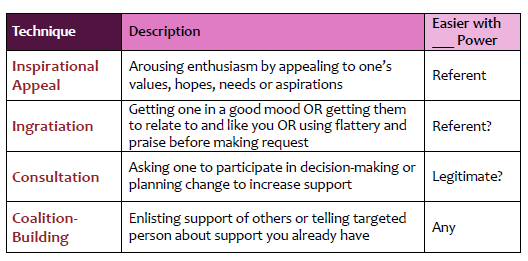 Technique Description Easier with
___ Power
Inspirational Appeal Arousing enthusiasm by appealing to one's
values, hopes, needs or aspirations Referent
Ingratiation Getting one in a good mood OR getting them
to relate to and like you OR using flattery and
praise before making request Referent?
Consultation Asking one to participate in decision-making or
planning change to increase support Legitimate?
Coalition-
Building Enlisting support of others or telling targeted
person about support you already have Any